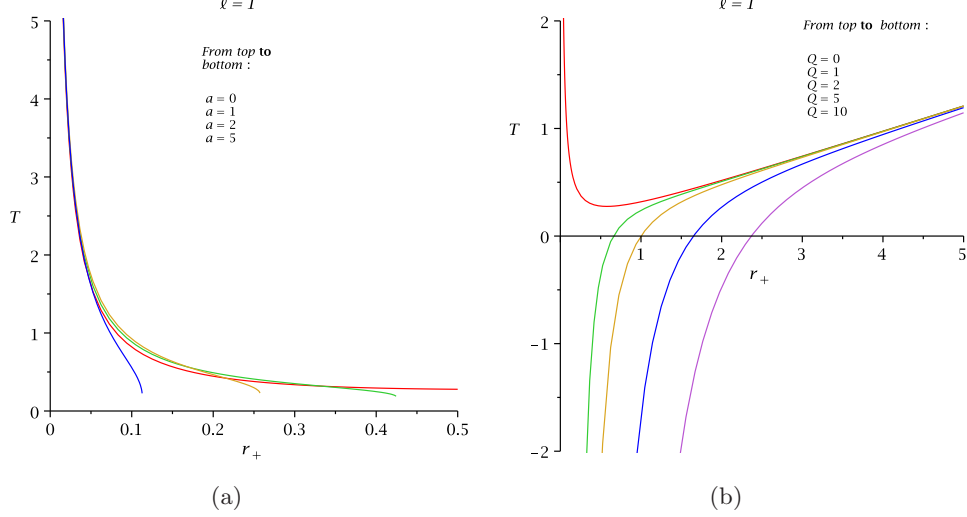 ℓ = 1
From top to
bottom :
a = 0
a = 1
a = 2
a = 5
T
5
4
3
2
1
0
0
0.1
0.2
0.3
0.4
0.5
r₊
(a)
ℓ = 1
From top to bottom :
Q = 0
Q = 1
Q = 2
Q = 5
Q = 10
T
2
1
0
−1
−2
1
2
3
4
5
r₊
(b)